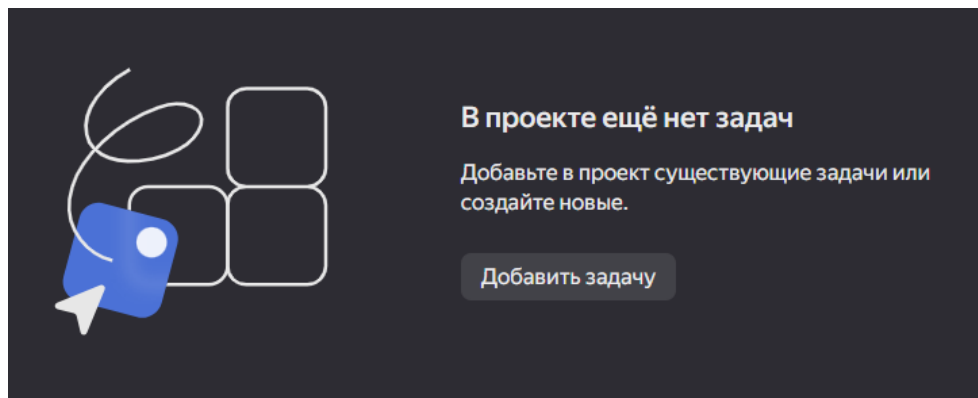 В проекте ещё нет задач
Добавьте в проект существующие задачи или
создайте новые.
Добавить задачу